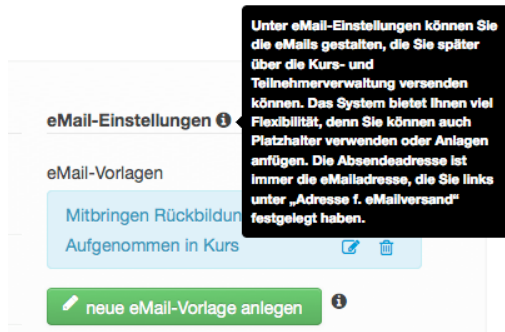 Unter eMail-Einstellungen können Sie
die eMails gestalten, die Sie später
über die Kurs- und
Teilnehmerverwaltung versenden
können. Das System bietet Ihnen viel
Flexibilität, denn Sie können auch
Platzhalter verwenden oder Anlagen
anfügen. Die Absendeadresse ist
immer die eMailadresse, die Sie links
unter „Adresse f. eMailversand“
festgelegt haben.
eMail-Einstellungen
eMail-Vorlagen
Mitbringen
Aufgenommen in Kurs
neue eMail-Vorlage anlegen